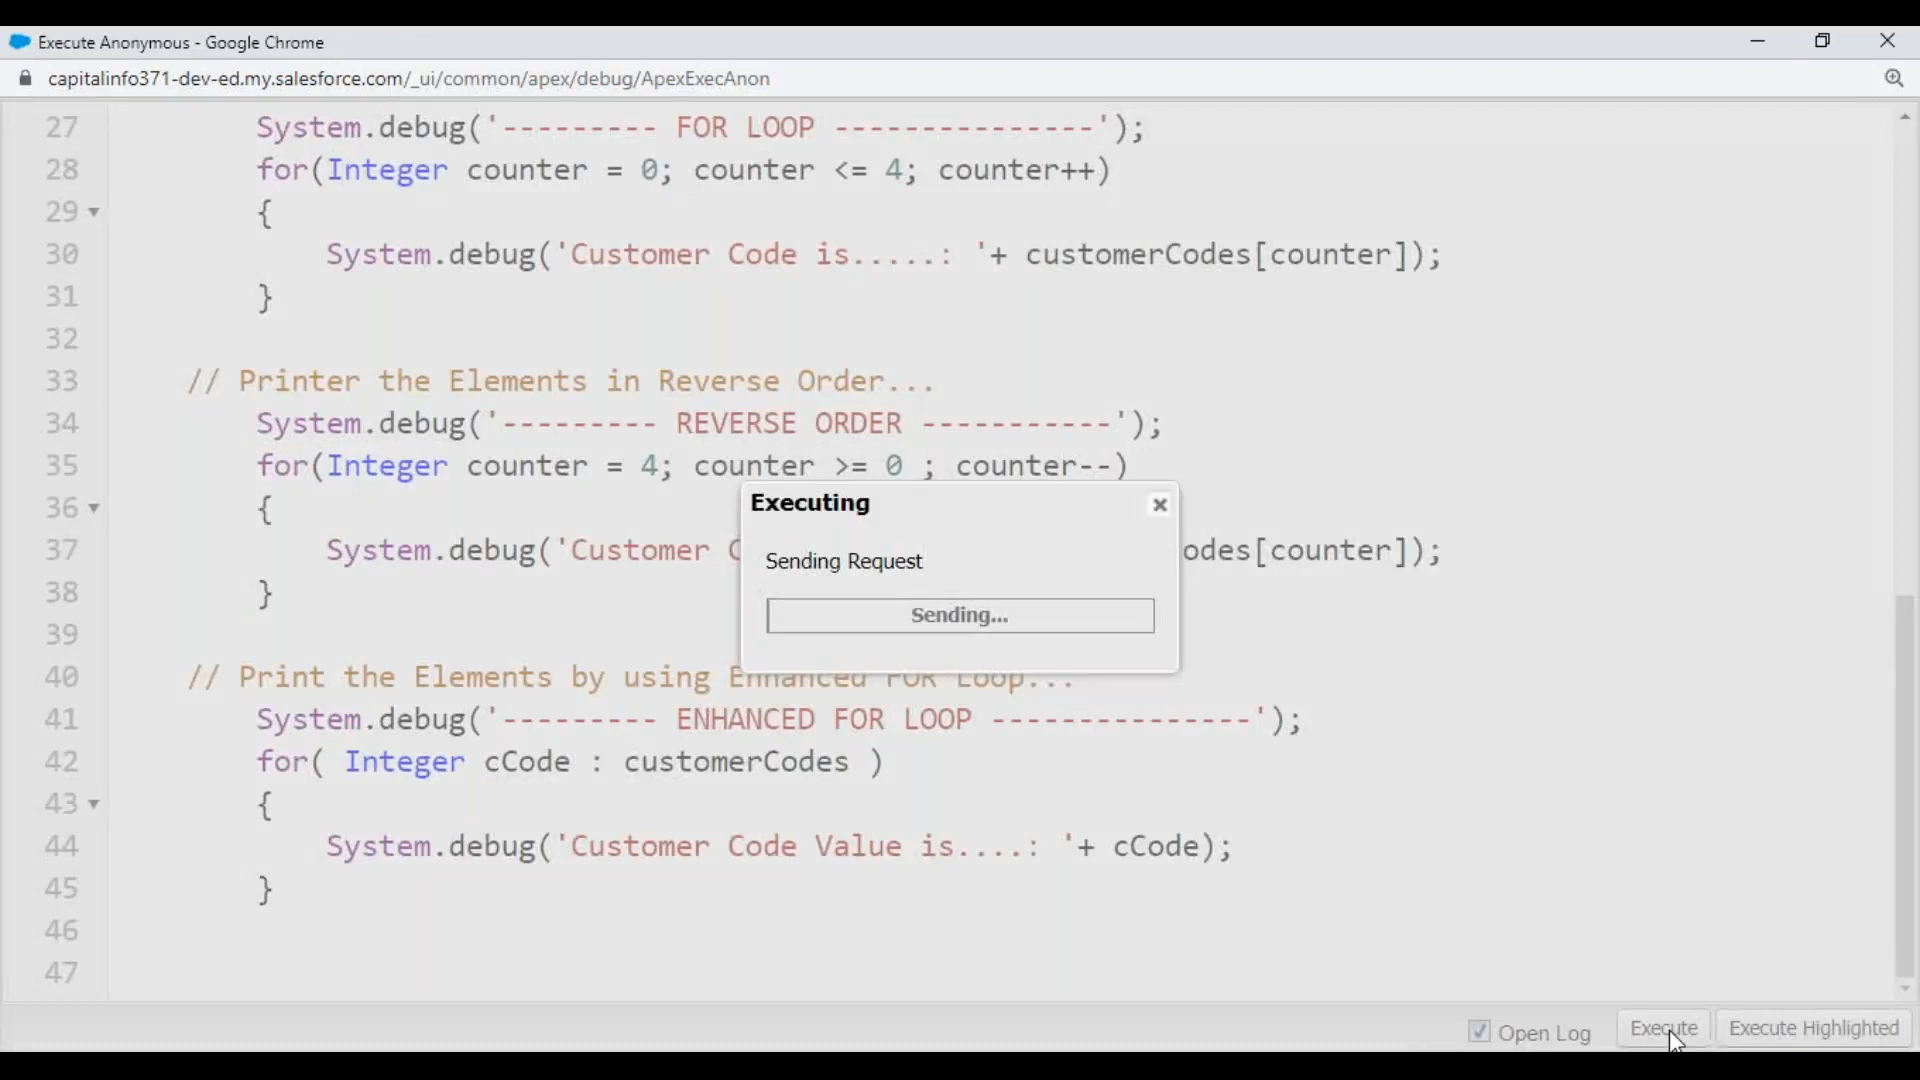 Execute Anonymous - Google Chrome
capitalinfo371-dev-ed.my.salesforce.com/_ui/common/apex/debug/ApexExecAnon
27 System.debug('--------- FOR LOOP ---------------');
28 for(Integer counter = 0; counter <= 4; counter++)
29 {
30 System.debug('Customer Code is.....: '+ customerCodes[counter]);
31 }
32
33 // Printer the Elements in Reverse Order...
34 System.debug('--------- REVERSE ORDER -----------');
35 for(Integer counter = 4; counter >= 0 ; counter--)
36 {
37 System.debug('Customer C odes[counter]);
38 }
39
40 // Print the Elements by using Enhanced FOR Loop...
41 System.debug('--------- ENHANCED FOR LOOP ---------------');
42 for( Integer cCode : customerCodes )
43 {
44 System.debug('Customer Code Value is....: '+ cCode);
45 }
46
47
Executing
Sending Request
Sending...
Open Log Execute Execute Highlighted